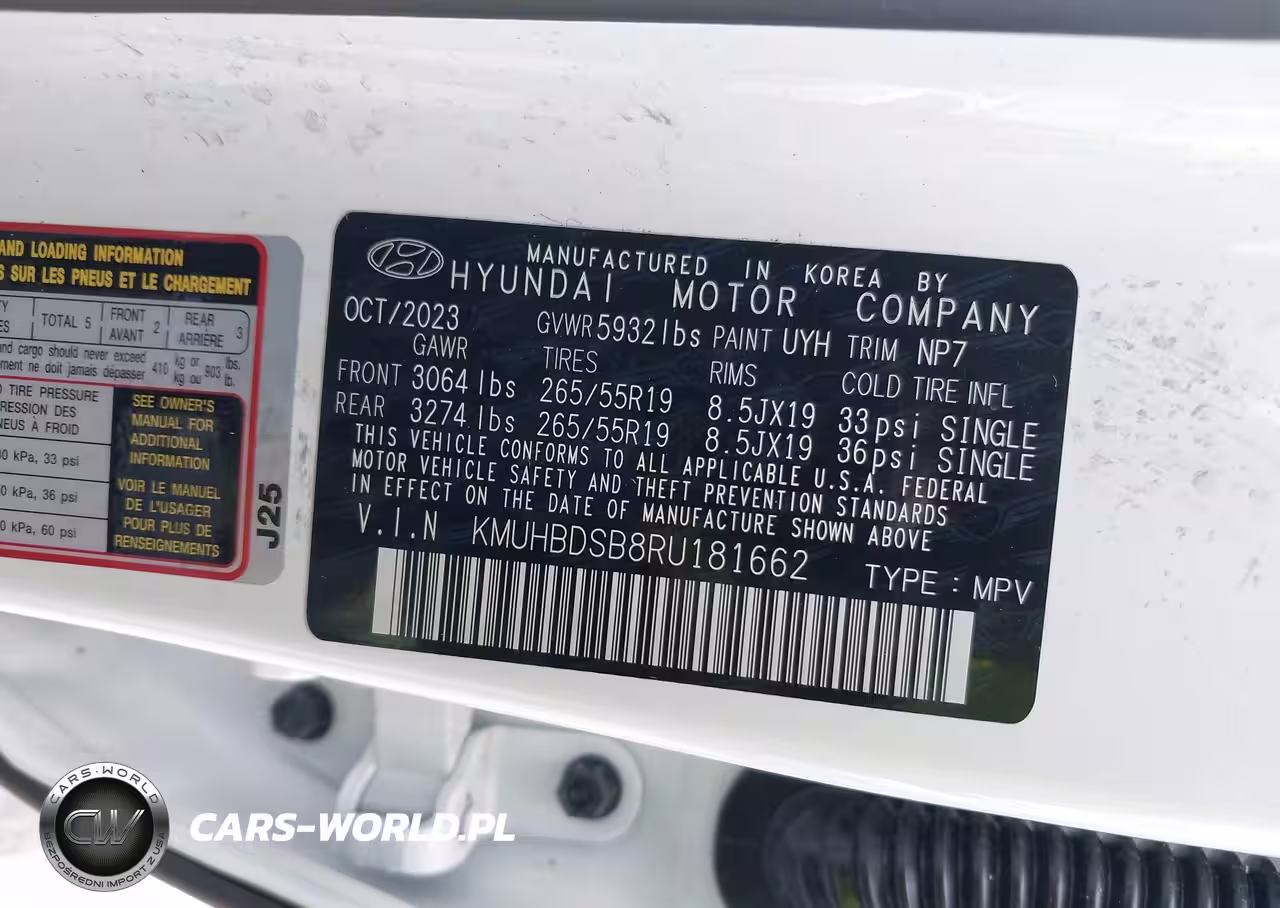 AND LOADING INFORMATION
SUR LES PNEUS ET LE CHARGEMENT
TOTAL 5
FRONT
AVANT 2
REAR
ARRIÈRE 3
and cargo should never exceed 410 kg or 903 lbs.
ne doit jamais dépasser kg ou lb.
TIRE PRESSURE
DES
À FROID
kPa, 33 psi
kPa, 36 psi
kPa, 60 psi
SEE OWNER'S
MANUAL FOR
ADDITIONAL
INFORMATION
VOIR LE MANUEL
DE L'USAGER
POUR PLUS DE
RENSEIGNEMENTS
J25
MANUFACTURED IN KOREA BY
HYUNDAI MOTOR COMPANY
OCT/2023 GVWR 5932 lbs PAINT UYH TRIM NP7
GAWR TIRES RIMS COLD TIRE INFL
FRONT 3064 lbs 265/55R19 8.5JX19 33psi SINGLE
REAR 3274 lbs 265/55R19 8.5JX19 36psi SINGLE
THIS VEHICLE CONFORMS TO ALL APPLICABLE U.S.A. FEDERAL
MOTOR VEHICLE SAFETY AND THEFT PREVENTION STANDARDS
IN EFFECT ON THE DATE OF MANUFACTURE SHOWN ABOVE
V.I.N KMUHBDSB8RU181662 TYPE : MPV
CARS-WORLD
CW
BEZPOŚREDNI IMPORT Z USA
CARS-WORLD.PL